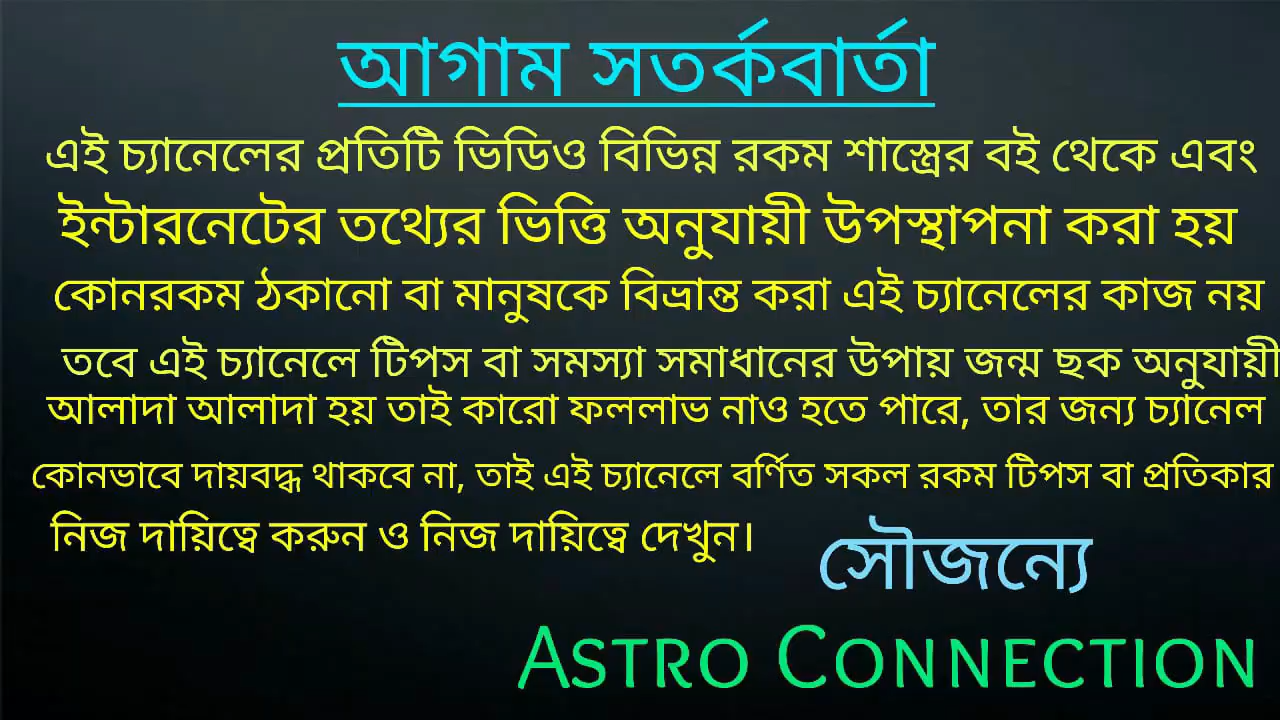 আগাম সতর্কবার্তা
এই চ্যানেলের প্রতিটি ভিডিও বিভিন্ন রকম শাস্ত্রের বই থেকে এবং
ইন্টারনেটের তথ্যের ভিত্তি অনুযায়ী উপস্থাপনা করা হয়
কোনরকম ঠকানো বা মানুষকে বিভ্রান্ত করা এই চ্যানেলের কাজ নয়
তবে এই চ্যানেলে টিপস বা সমস্যা সমাধানের উপায় জন্ম ছক অনুযায়ী
আলাদা আলাদা হয় তাই কারো ফললাভ নাও হতে পারে, তার জন্য চ্যানেল
কোনভাবে দায়বদ্ধ থাকবে না, তাই এই চ্যানেলে বর্ণিত সকল রকম টিপস বা প্রতিকার
নিজ দায়িত্বে করুন ও নিজ দায়িত্বে দেখুন।
সৌজন্যে
ASTRO CONNECTION